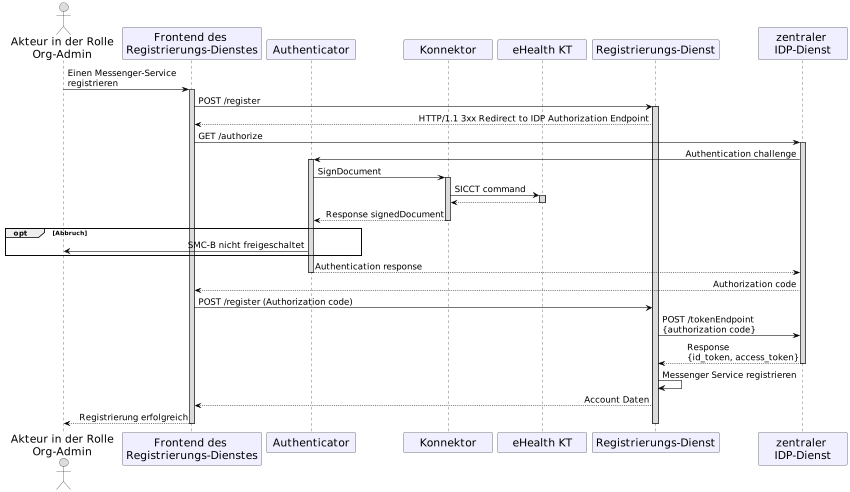 Akteur in der Rolle
Org-Admin
Frontend des
Registrierungs-Dienstes
Authenticator
Konnektor
eHealth KT
Registrierungs-Dienst
zentraler
IDP-Dienst
Einen Messenger-Service
registrieren
POST /register
HTTP/1.1 3xx Redirect to IDP Authorization Endpoint
GET /authorize
Authentication challenge
SignDocument
SICCT command
Response signedDocument
opt
[Abbruch]
SMC-B nicht freigeschaltet
Authentication response
Authorization code
POST /register (Authorization code)
POST /tokenEndpoint
{authorization code}
Response
{id_token, access_token}
Messenger Service registrieren
Account Daten
Registrierung erfolgreich
Akteur in der Rolle
Org-Admin
Frontend des
Registrierungs-Dienstes
Authenticator
Konnektor
eHealth KT
Registrierungs-Dienst
zentraler
IDP-Dienst